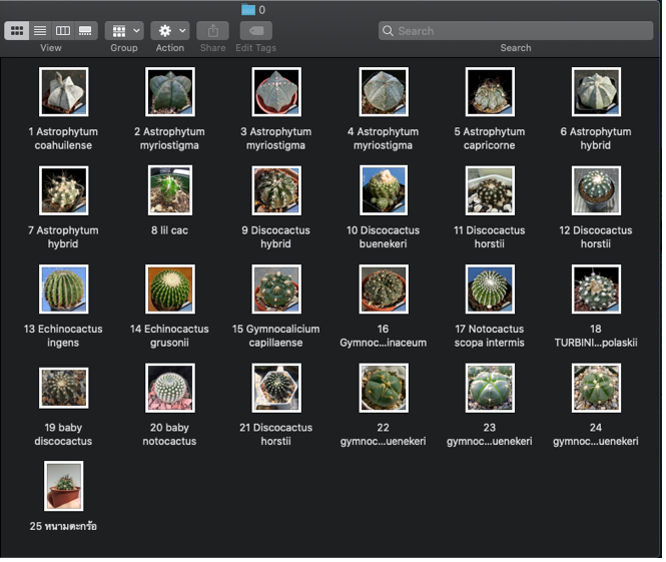 0
Search
View
Group
Action
Share
Edit Tags
Search
1 Astrophytum
coahuilense
2 Astrophytum
myriostigma
3 Astrophytum
myriostigma
4 Astrophytum
myriostigma
5 Astrophytum
capricorne
6 Astrophytum
hybrid
7 Astrophytum
hybrid
8 lil cac
9 Discocactus
hybrid
10 Discocactus
buenekeri
11 Discocactus
horstii
12 Discocactus
horstii
13 Echinocactus
ingens
14 Echinocactus
grusonii
15 Gymnocalicium
capillaense
16
Gymnoc...inaceum
17 Notocactus
scopa intermis
18
TURBINI...polaskii
19 baby
discocactus
20 baby
notocactus
21 Discocactus
horstii
22
gymnoc...uenekeri
23
gymnoc...uenekeri
24
gymnoc...uenekeri
25 หนามตะกร้อ